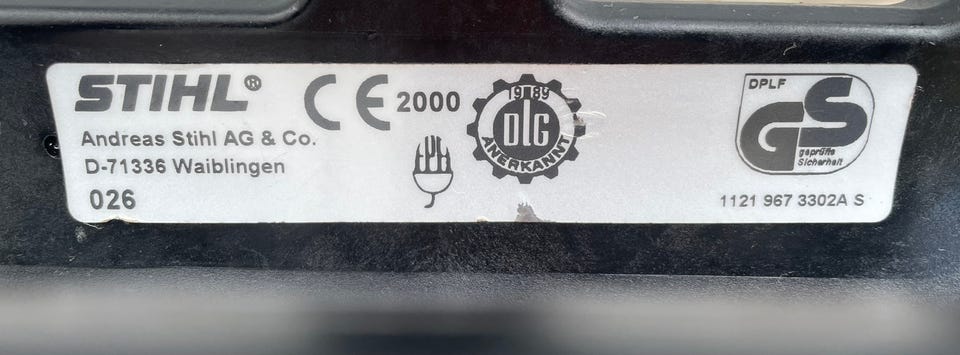 STIHL®
Andreas Stihl AG & Co.
D-71336 Waiblingen
026
CE 2000
1989
DLG
ANERKANNT
DPLF
GS
geprüfte
Sicherheit
1121 967 3302A S